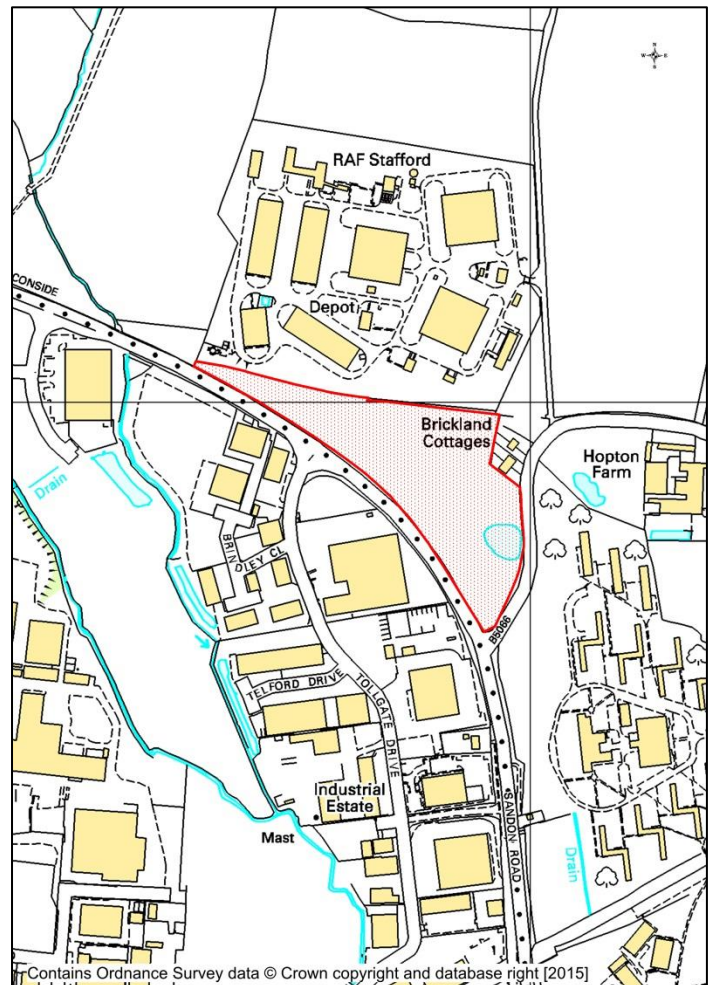 N
W E
S
RAF Stafford
CONSIDE
Depot
Brickland
Cottages
Hopton
Farm
Drain
BRINDLEY CL
B5066
TELFORD DRIVE
TOLLGATE DRIVE
Industrial
Estate
SANDON ROAD
Mast
Drain
Contains Ordnance Survey data © Crown copyright and database right [2015]